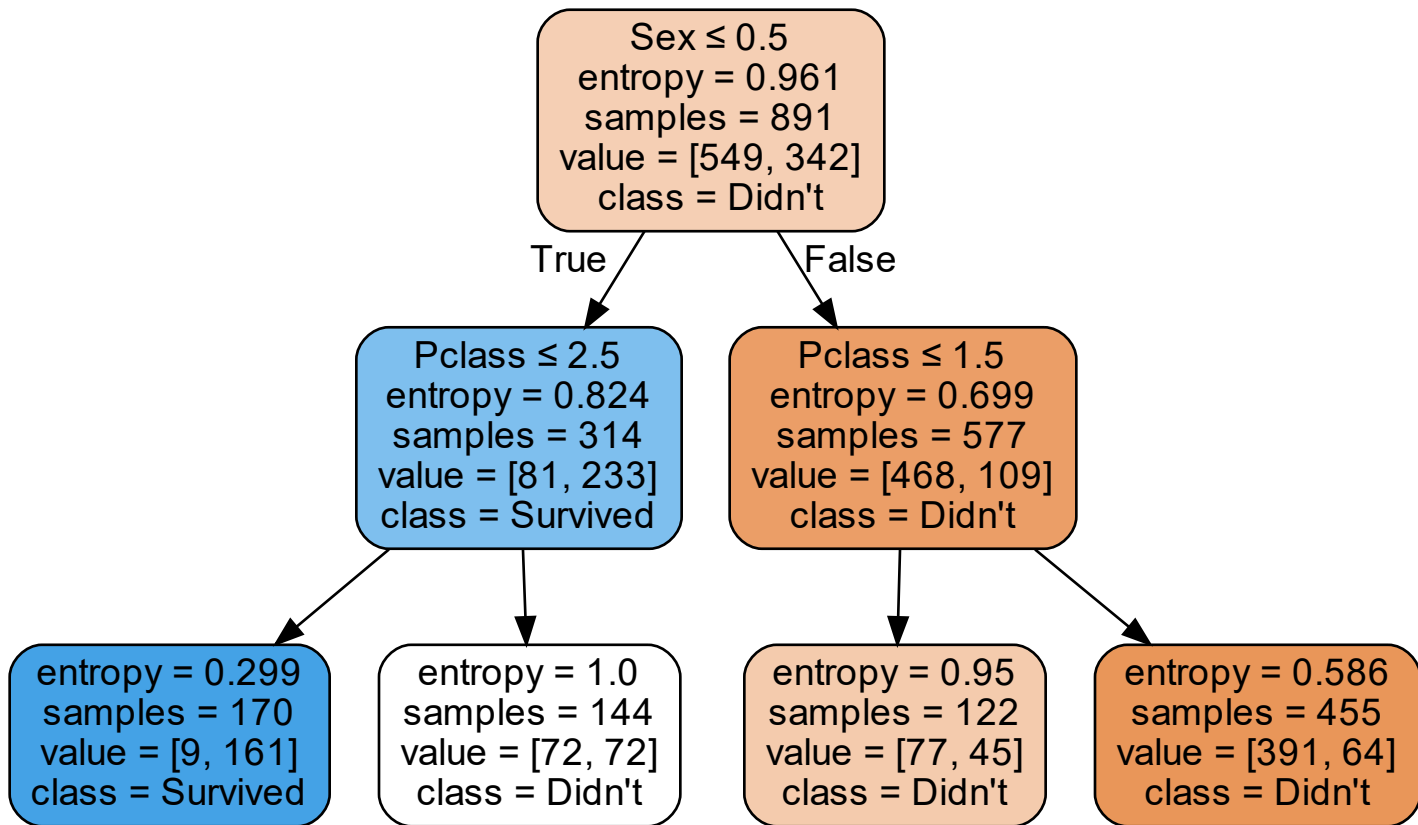 Sex ≤ 0.5
entropy = 0.961
samples = 891
value = [549, 342]
class = Didn't
True
False
Pclass ≤ 2.5
entropy = 0.824
samples = 314
value = [81, 233]
class = Survived
Pclass ≤ 1.5
entropy = 0.699
samples = 577
value = [468, 109]
class = Didn't
entropy = 0.299
samples = 170
value = [9, 161]
class = Survived
entropy = 1.0
samples = 144
value = [72, 72]
class = Didn't
entropy = 0.95
samples = 122
value = [77, 45]
class = Didn't
entropy = 0.586
samples = 455
value = [391, 64]
class = Didn't